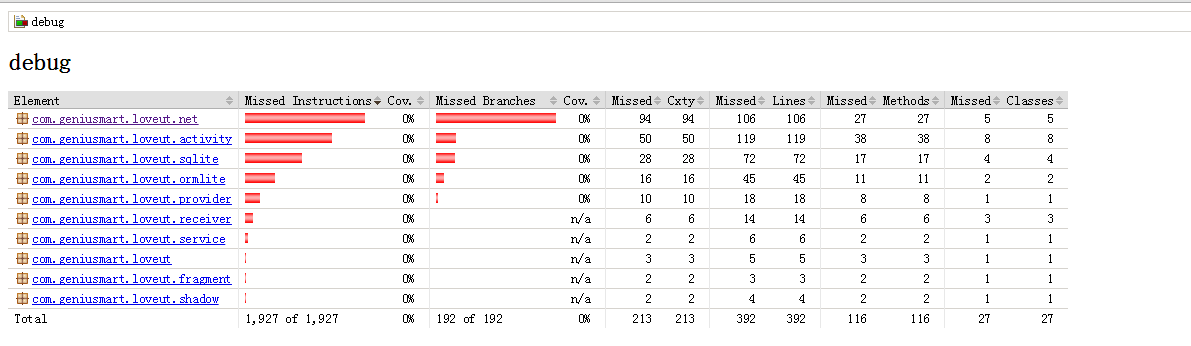 debug
debug
Element Missed Instructions Cov. Missed Branches Cov. Missed Cxty Missed Lines Missed Methods Missed Classes
com.geniusmart.loveut.net 0% 0% 94 94 106 106 27 27 5 5
com.geniusmart.loveut.activity 0% 0% 50 50 119 119 38 38 8 8
com.geniusmart.loveut.sqlite 0% 0% 28 28 72 72 17 17 4 4
com.geniusmart.loveut.ormlite 0% 0% 16 16 45 45 11 11 2 2
com.geniusmart.loveut.provider 0% 0% 10 10 18 18 8 8 1 1
com.geniusmart.loveut.receiver 0% n/a 6 6 14 14 6 6 3 3
com.geniusmart.loveut.service 0% n/a 2 2 6 6 2 2 1 1
com.geniusmart.loveut 0% n/a 3 3 5 5 3 3 1 1
com.geniusmart.loveut.fragment 0% n/a 2 2 3 3 2 2 1 1
com.geniusmart.loveut.shadow 0% n/a 2 2 4 4 2 2 1 1
Total 1,927 of 1,927 0% 192 of 192 0% 213 213 392 392 116 116 27 27